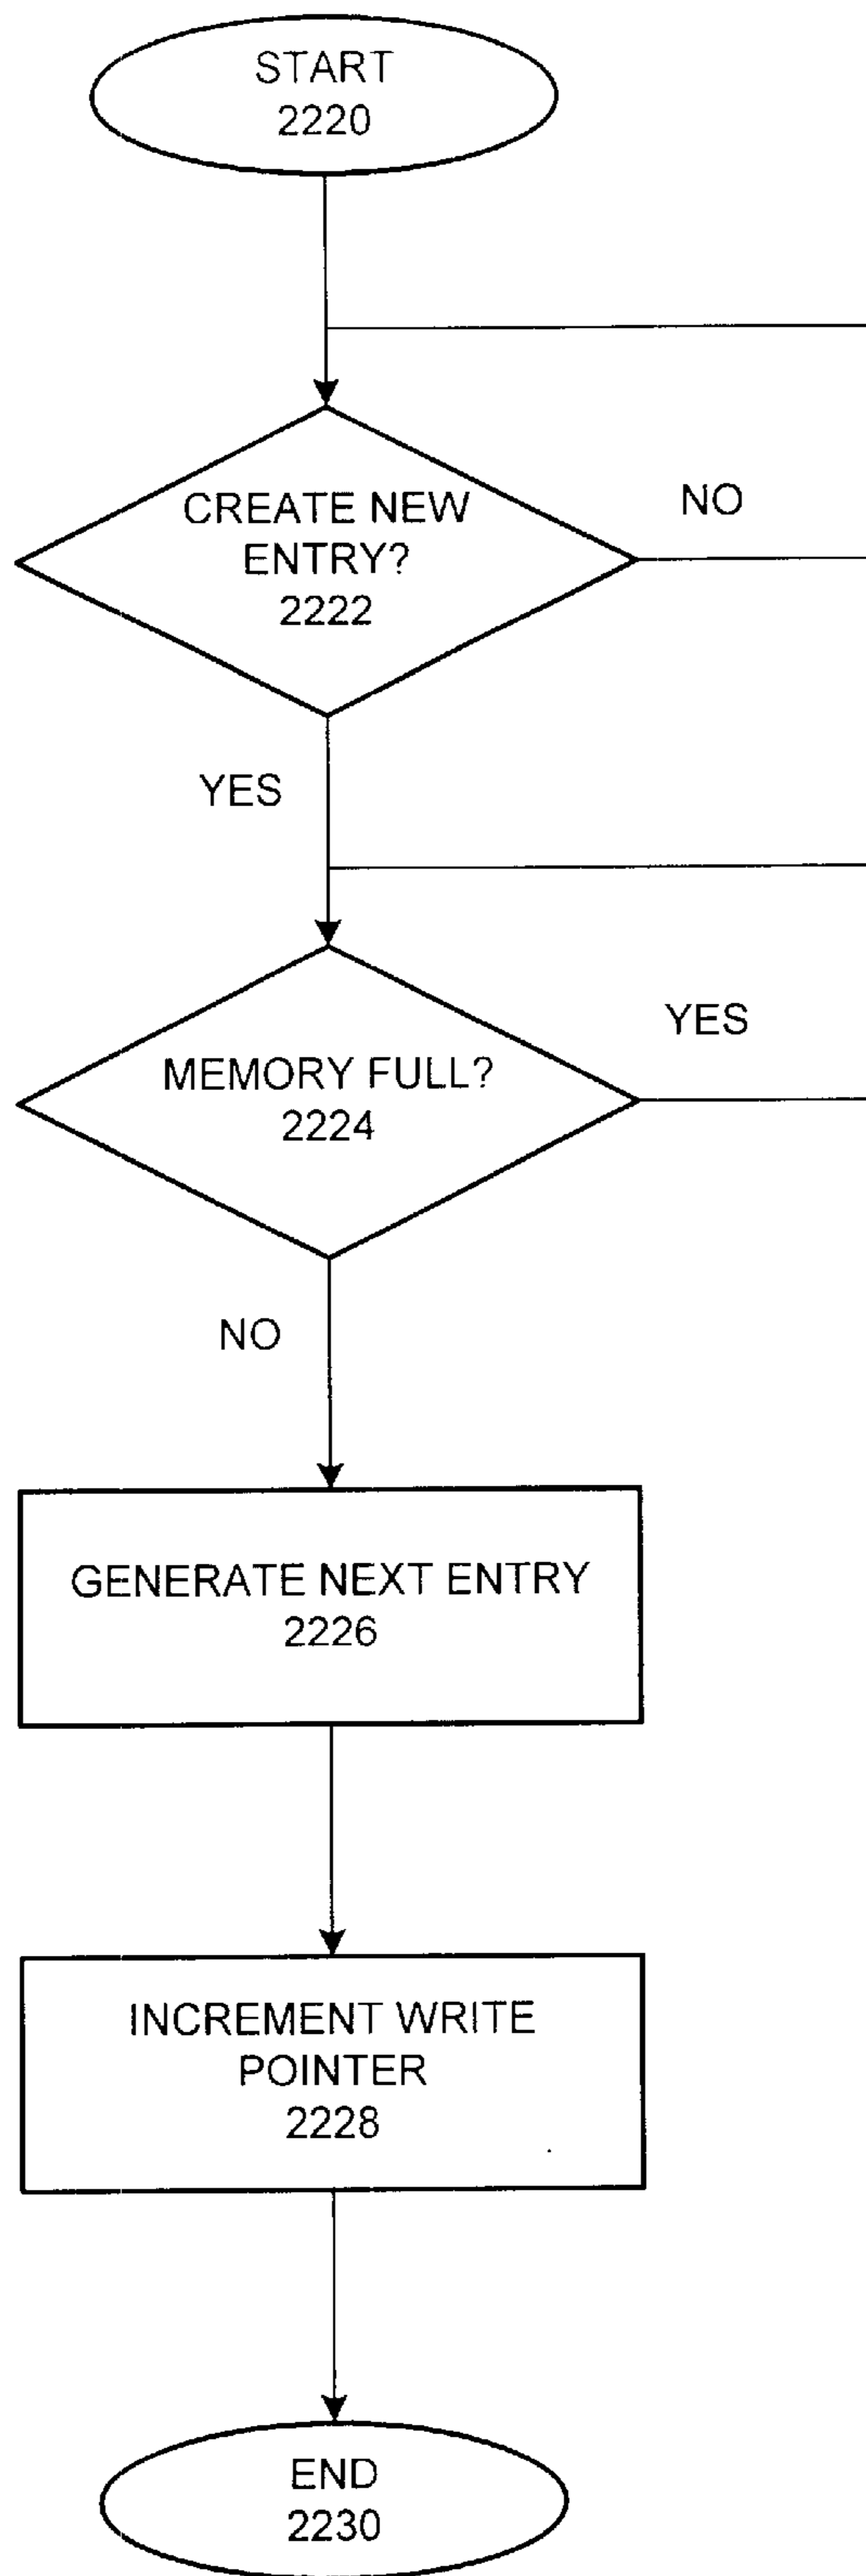 START
2220
CREATE NEW
ENTRY?
2222
NO
YES
MEMORY FULL?
2224
YES
NO
GENERATE NEXT ENTRY
2226
INCREMENT WRITE
POINTER
2228
END
2230